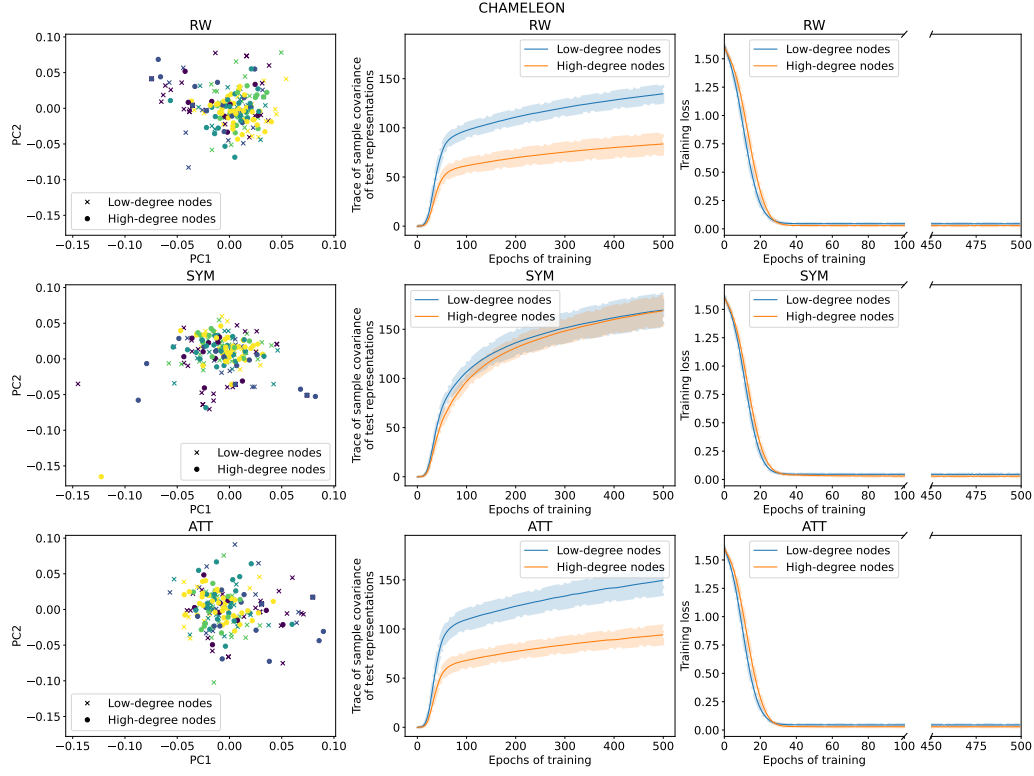 CHAMELEON
RW
RW
RW
0.10
0.05
0.00
−0.05
−0.10
−0.15
PC2
Low-degree nodes
High-degree nodes
−0.15
−0.10
−0.05
0.00
0.05
0.10
PC1
Trace of sample covariance
of test representations
150
100
50
0
Low-degree nodes
High-degree nodes
0
100
200
300
400
500
Epochs of training
Training loss
1.50
1.25
1.00
0.75
0.50
0.25
0.00
Low-degree nodes
High-degree nodes
0
20
40
60
80
100
450
475
500
Epochs of training
SYM
SYM
SYM
0.10
0.05
0.00
−0.05
−0.10
−0.15
PC2
Low-degree nodes
High-degree nodes
−0.15
−0.10
−0.05
0.00
0.05
0.10
PC1
Trace of sample covariance
of test representations
150
100
50
0
Low-degree nodes
High-degree nodes
0
100
200
300
400
500
Epochs of training
Training loss
1.50
1.25
1.00
0.75
0.50
0.25
0.00
Low-degree nodes
High-degree nodes
0
20
40
60
80
100
450
475
500
Epochs of training
ATT
ATT
ATT
0.10
0.05
0.00
−0.05
−0.10
−0.15
PC2
Low-degree nodes
High-degree nodes
−0.15
−0.10
−0.05
0.00
0.05
0.10
PC1
Trace of sample covariance
of test representations
150
100
50
0
Low-degree nodes
High-degree nodes
0
100
200
300
400
500
Epochs of training
Training loss
1.50
1.25
1.00
0.75
0.50
0.25
0.00
Low-degree nodes
High-degree nodes
0
20
40
60
80
100
450
475
500
Epochs of training